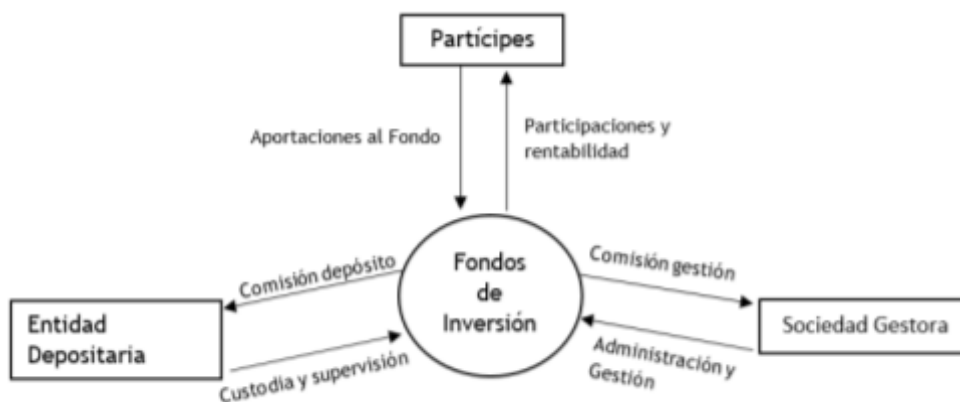 Partícipes
Aportaciones al Fondo
Participaciones y
rentabilidad
Fondos
de
Inversión
Comisión depósito
Comisión gestión
Entidad
Depositaria
Sociedad Gestora
Custodia y supervisión
Administración y
Gestión